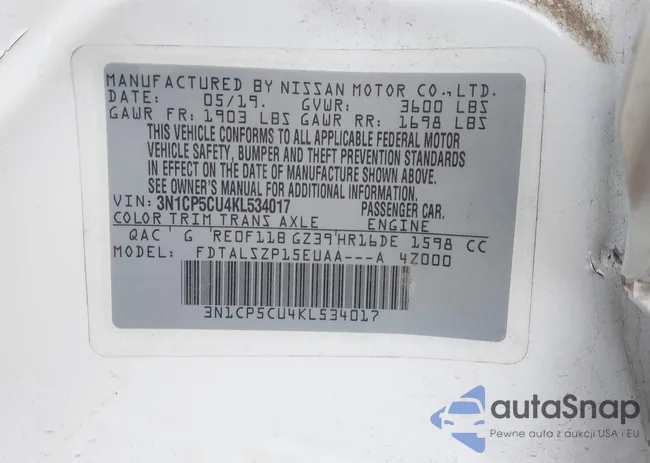 MANUFACTURED BY NISSAN MOTOR CO., LTD.
DATE: 05/19. GVWR: 3600 LBS
GAWR FR: 1903 LBS GAWR RR: 1698 LBS
THIS VEHICLE CONFORMS TO ALL APPLICABLE FEDERAL MOTOR
VEHICLE SAFETY, BUMPER AND THEFT PREVENTION STANDARDS
IN EFFECT ON THE DATE OF MANUFACTURE SHOWN ABOVE.
SEE OWNER'S MANUAL FOR ADDITIONAL INFORMATION.
VIN: 3N1CP5CU4KL534017 PASSENGER CAR.
COLOR TRIM TRANS AXLE ENGINE
QAC G RE0F11B GZ39 HR16DE 1598 CC
MODEL: FDTALSZP15EUAA---A 4Z000
3N1CP5CU4KL534017
autaSnap
Pewne auta z aukcji USA i EU